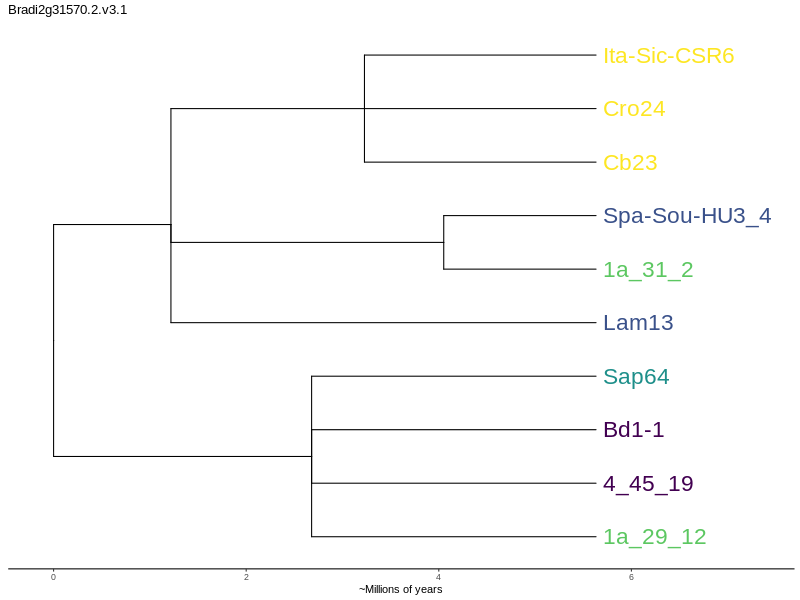 Bradi2g31570.2.v3.1
Ita-Sic-CSR6
Cro24
Cb23
Spa-Sou-HU3_4
1a_31_2
Lam13
Sap64
Bd1-1
4_45_19
1a_29_12
0 2 4 6
~Millions of years